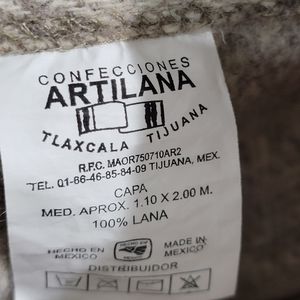 CONFECCIONES
ARTILANA
TLAXCALA TIJUANA
R.F.C. MAOR750710AR2
TEL. 01-86-46-85-84-09 TIJUANA, MEX.
CAPA
MED. APROX. 1.10 X 2.00 M.
100% LANA
HECHO EN MEXICO
MADE IN MEXICO
DISTRIBUIDOR